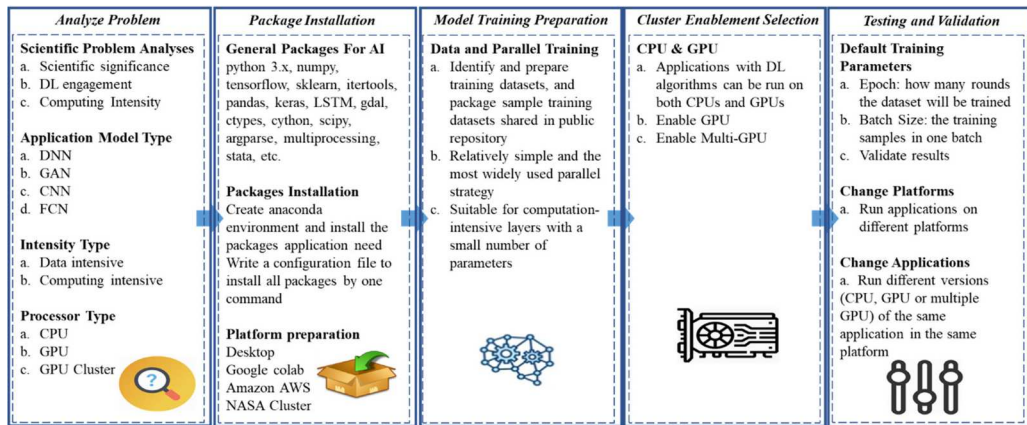 Analyze Problem
Scientific Problem Analyses
a. Scientific significance
b. DL engagement
c. Computing Intensity
Application Model Type
a. DNN
b. GAN
c. CNN
d. FCN
Intensity Type
a. Data intensive
b. Computing intensive
Processor Type
a. CPU
b. GPU
c. GPU Cluster
?
Package Installation
General Packages For AI
python 3.x, numpy,
tensorflow, sklearn, itertools,
pandas, keras, LSTM, gdal,
ctypes, cython, scipy,
argparse, multiprocessing,
stata, etc.
Packages Installation
Create anaconda
environment and install the
packages application need
Write a configuration file to
install all packages by one
command
Platform preparation
Desktop
Google colab
Amazon AWS
NASA Cluster
Model Training Preparation
Data and Parallel Training
a. Identify and prepare
training datasets, and
package sample training
datasets shared in public
repository
b. Relatively simple and the
most widely used parallel
strategy
c. Suitable for computation-
intensive layers with a
small number of
parameters
Cluster Enablement Selection
CPU & GPU
a. Applications with DL
algorithms can be run on
both CPUs and GPUs
b. Enable GPU
c. Enable Multi-GPU
Testing and Validation
Default Training
Parameters
a. Epoch: how many rounds
the dataset will be trained
b. Batch Size: the training
samples in one batch
c. Validate results
Change Platforms
a. Run applications on
different platforms
Change Applications
a. Run different versions
(CPU, GPU or multiple
GPU) of the same
application in the same
platform